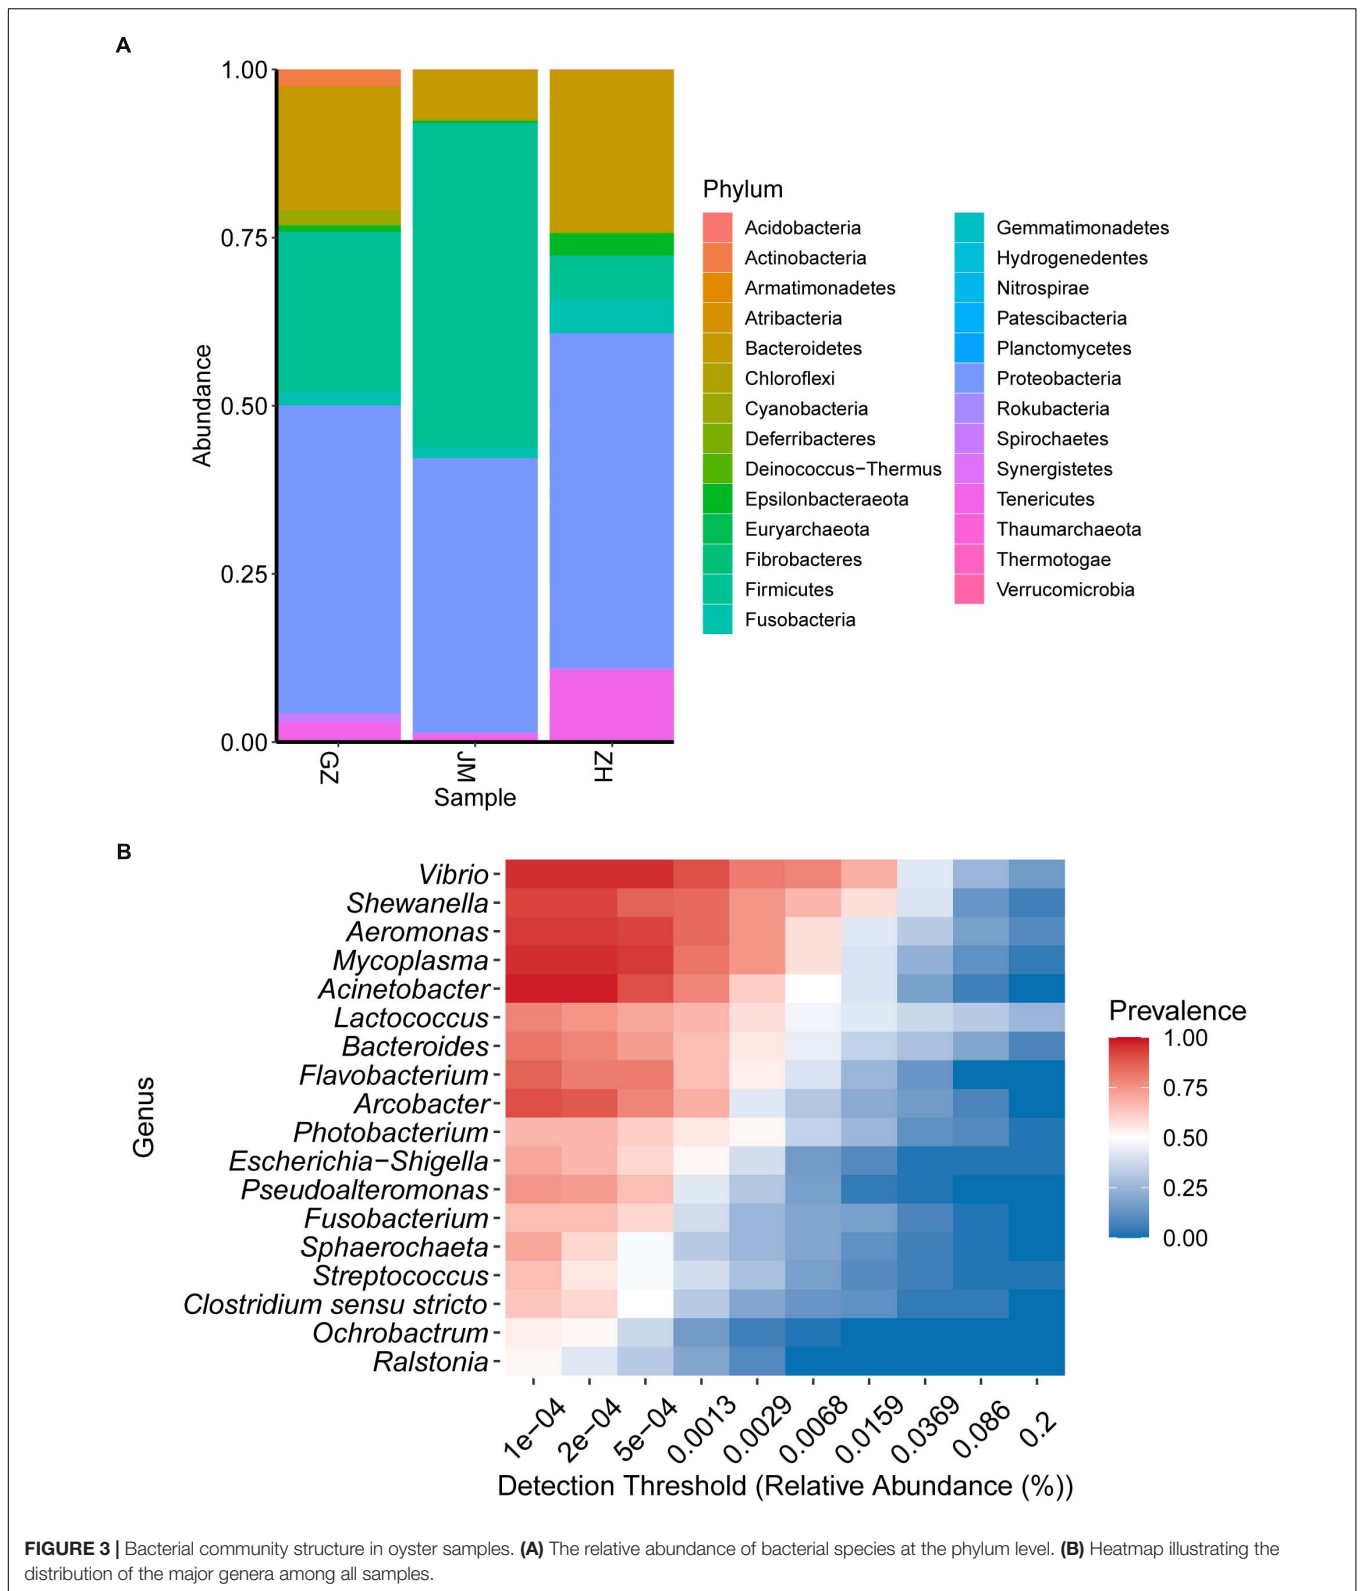 A
1.00
0.75
0.50
0.25
0.00
Abundance
GZ
JM
ZH
Sample
Phylum
Acidobacteria
Actinobacteria
Armatimonadetes
Atribacteria
Bacteroidetes
Chloroflexi
Cyanobacteria
Deferribacteres
Deinococcus−Thermus
Epsilonbacteraeota
Euryarchaeota
Fibrobacteres
Firmicutes
Fusobacteria
Gemmatimonadetes
Hydrogenedentes
Nitrospirae
Patescibacteria
Planctomycetes
Proteobacteria
Rokubacteria
Spirochaetes
Synergistetes
Tenericutes
Thaumarchaeota
Thermotogae
Verrucomicrobia
B
Genus
Vibrio
Shewanella
Aeromonas
Mycoplasma
Acinetobacter
Lactococcus
Bacteroides
Flavobacterium
Arcobacter
Photobacterium
Escherichia−Shigella
Pseudoalteromonas
Fusobacterium
Sphaerochaeta
Streptococcus
Clostridium sensu stricto
Ochrobactrum
Ralstonia
1e−04
2e−04
5e−04
0.0013
0.0029
0.0068
0.0159
0.0369
0.086
0.2
Detection Threshold (Relative Abundance (%))
Prevalence
1.00
0.75
0.50
0.25
0.00
FIGURE 3 | Bacterial community structure in oyster samples. (A) The relative abundance of bacterial species at the phylum level. (B) Heatmap illustrating the
distribution of the major genera among all samples.